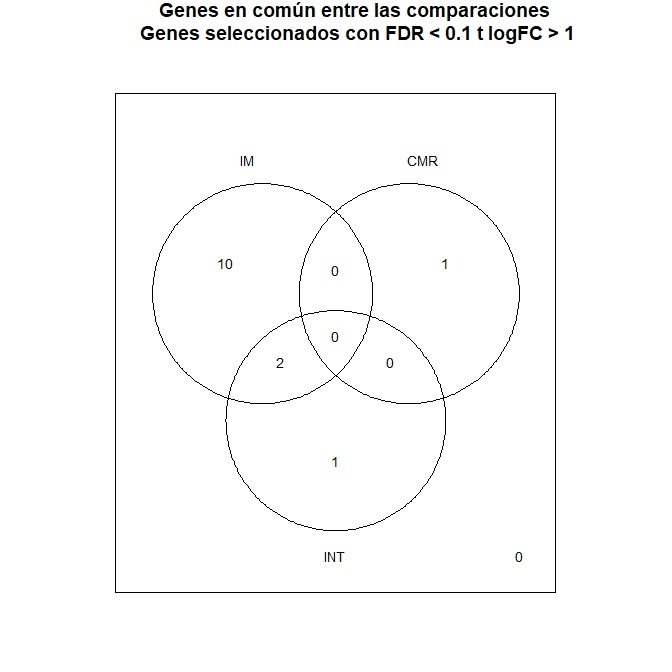 Genes en común entre las comparaciones
Genes seleccionados con FDR < 0.1 t logFC > 1
IM CMR
10 0 1
0
2 0
1
INT 0